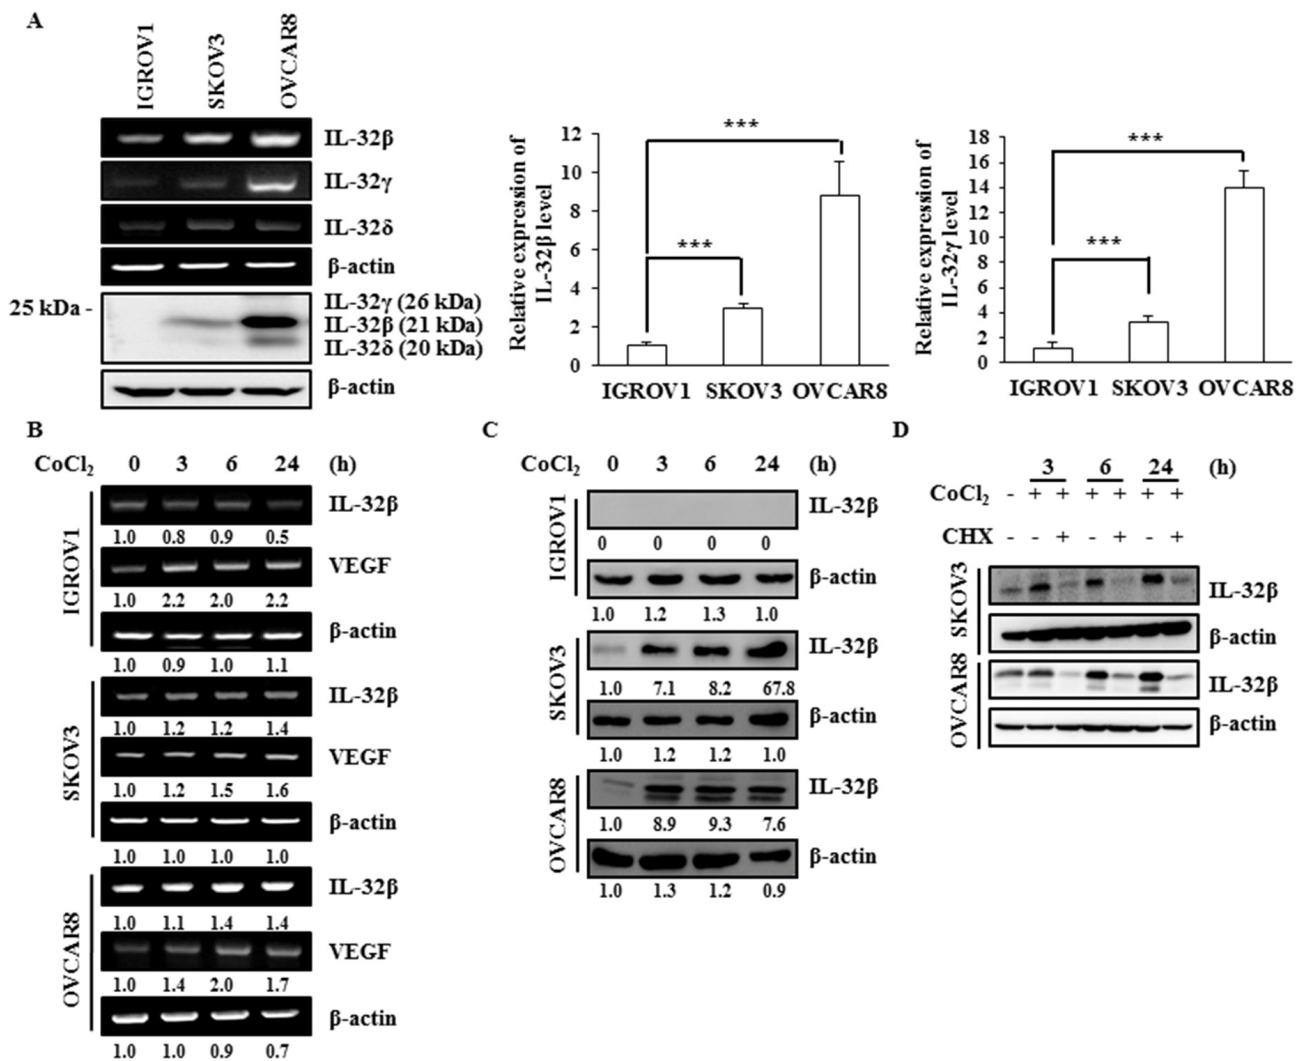 A
IGROV1
SKOV3
OVCAR8
IL-32β
IL-32γ
IL-32δ
β-actin
25 kDa -
IL-32γ (26 kDa)
IL-32β (21 kDa)
IL-32δ (20 kDa)
β-actin
Relative expression of
IL-32β level
12
10
8
6
4
2
0
***
***
IGROV1 SKOV3 OVCAR8
Relative expression of
IL-32γ level
18
16
14
12
10
8
6
4
2
0
***
***
IGROV1 SKOV3 OVCAR8
B
CoCl2 0 3 6 24 (h)
IGROV1
IL-32β
1.0 0.8 0.9 0.5
VEGF
1.0 2.2 2.0 2.2
β-actin
1.0 0.9 1.0 1.1
SKOV3
IL-32β
1.0 1.2 1.2 1.4
VEGF
1.0 1.2 1.5 1.6
β-actin
1.0 1.0 1.0 1.0
OVCAR8
IL-32β
1.0 1.1 1.4 1.4
VEGF
1.0 1.4 2.0 1.7
β-actin
1.0 1.0 0.9 0.7
C
CoCl2 0 3 6 24 (h)
IGROV1
IL-32β
0 0 0 0
β-actin
1.0 1.2 1.3 1.0
SKOV3
IL-32β
1.0 7.1 8.2 67.8
β-actin
1.0 1.2 1.2 1.0
OVCAR8
IL-32β
1.0 8.9 9.3 7.6
β-actin
1.0 1.3 1.2 0.9
D
3 6 24 (h)
CoCl2 - + + + + + +
CHX - - + - + - +
SKOV3
IL-32β
β-actin
OVCAR8
IL-32β
β-actin